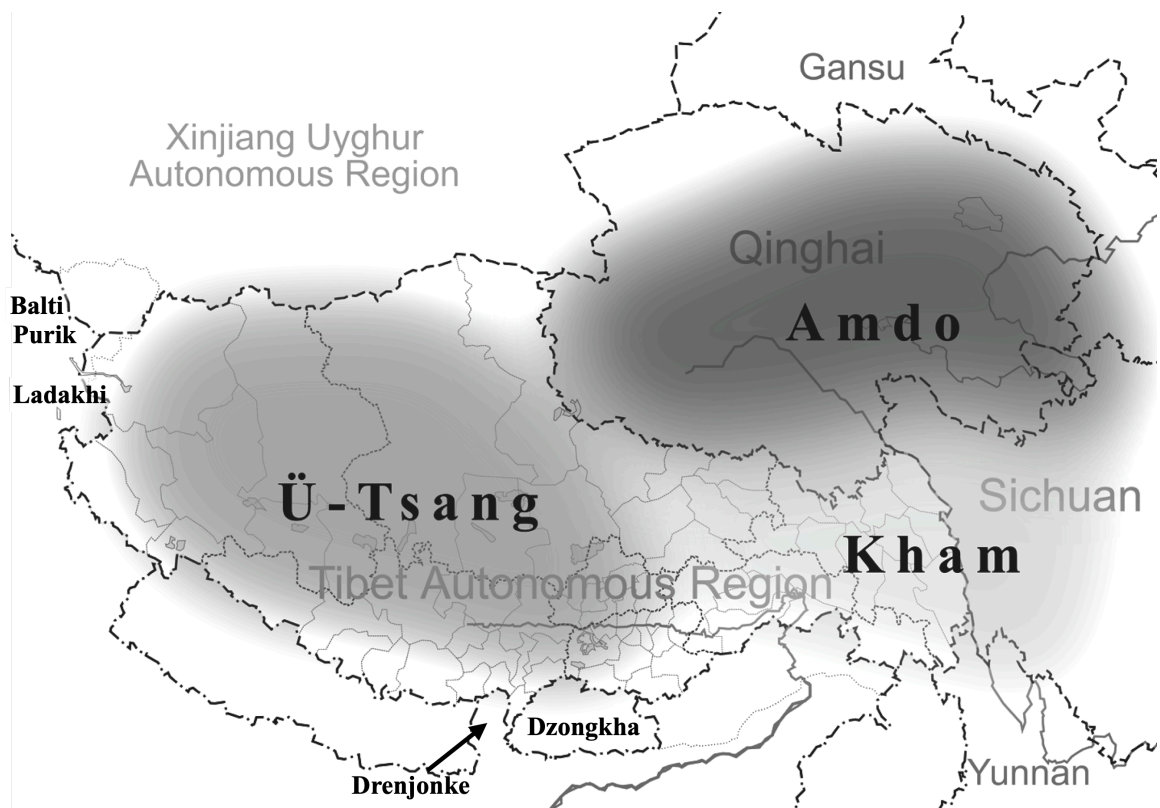 Gansu
Xinjiang Uyghur
Autonomous Region
Qinghai
Balti
Purik
Amdo
Ladakhi
Ü-Tsang
Sichuan
Kham
Tibet Autonomous Region
Dzongkha
Drenjonke
Yunnan